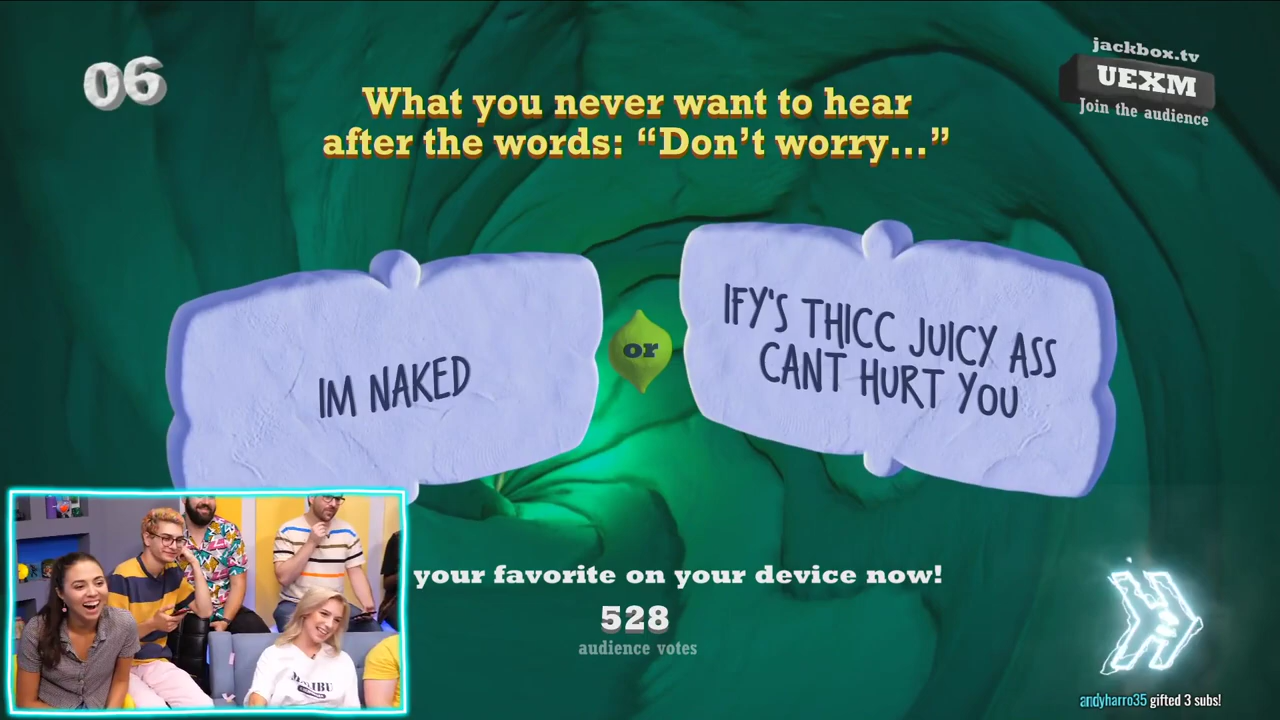 06
What you never want to hear
after the words: “Don’t worry...”
jackbox.tv
UEXM
Join the audience
IM NAKED
or
IFY'S THICC JUICY ASS
CANT HURT YOU
your favorite on your device now!
528
audience votes
andyharro35 gifted 3 subs!